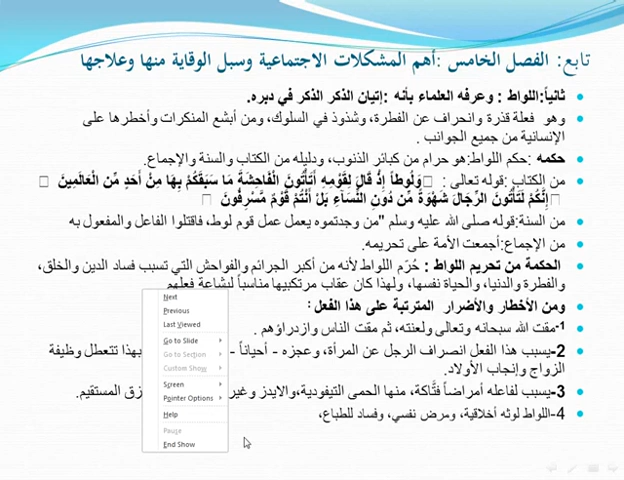 تابع: الفصل الخامس :أهم المشكلات الاجتماعية وسبل الوقاية منها وعلاجها
ثانياً:اللواط : وعرفه العلماء بأنه :إتيان الذكر الذكر في دبره.
وهو فعلة قذرة وانحراف عن الفطرة، وشذوذ في السلوك، ومن أبشع المنكرات وأخطرها على
الإنسانية من جميع الجوانب .
حكمه :حكم اللواط:هو حرام من كبائر الذنوب، ودليله من الكتاب والسنة والإجماع.
من الكتاب :قوله تعالى : وَلُوطاً إِذْ قَالَ لِقَوْمِهِ أَتَأْتُونَ الْفَاحِشَةَ مَا سَبَقَكُمْ بِهَا مِنْ أَحَدٍ مِّن الْعَالَمِينَ
إِنَّكُمْ لَتَأْتُونَ الرِّجَالَ شَهْوَةً مِّن دُونِ النِّسَاءِ بَلْ أَنتُمْ قَوْمٌ مُّسْرِفُونَ
من السنة:قوله صلى الله عليه وسلم "من وجدتموه يعمل عمل قوم لوط، فاقتلوا الفاعل والمفعول به
من الإجماع:أجمعت الأمة على تحريمه.
الحكمة من تحريم اللواط : حُرّم اللواط لأنه من أكبر الجرائم والفواحش التي تسبب فساد الدين والخلق،
والفطرة والدنيا، والحياة نفسها، ولهذا كان عقاب مرتكبيها مناسباً لبشاعة فعلهم
ومن الأخطار والأضرار المترتبة على هذا الفعل:
1-مقت الله سبحانه وتعالى ولعنته، ثم مقت الناس وازدراؤهم .
2-يسبب هذا الفعل انصراف الرجل عن المرأة، وعجزه - أحياناً - بهذا تتعطل وظيفة
الزواج وإنجاب الأولاد.
3-يسبب لفاعله أمراضاً فتّاكة، منها الحمى التيفودية،والايدز وغير زق المستقيم.
4-اللواط لوثه أخلاقية، ومرض نفسي، وفساد للطباع،
Next
Previous
Last Viewed
Go to Slide
Go to Section
Custom Show
Screen
Pointer Options
Help
Pause
End Show